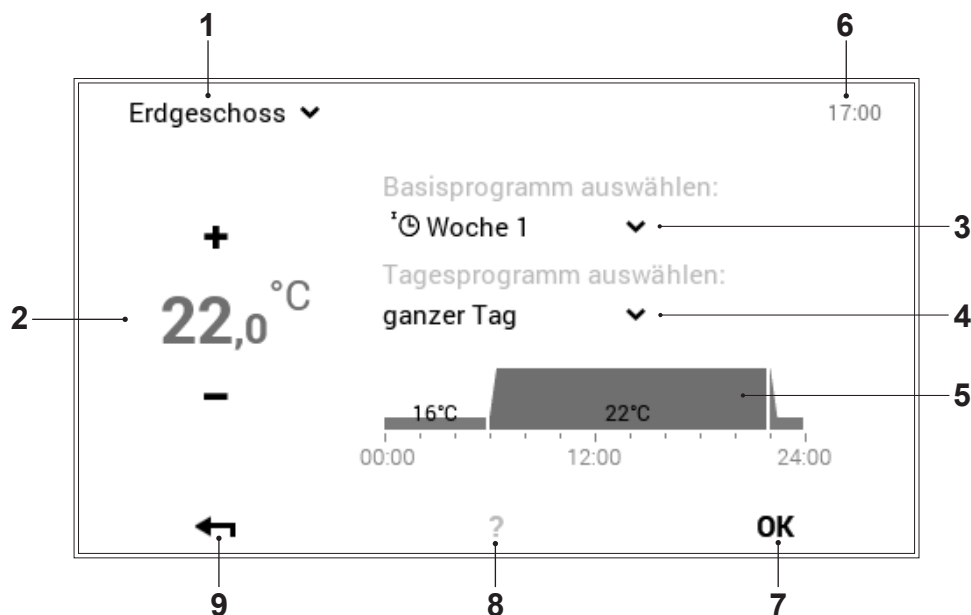 1
6
Erdgeschoss
17:00
Basisprogramm auswählen:
Woche 1
3
+
Tagesprogramm auswählen:
2
22,0 °C
ganzer Tag
4
−
16°C
22°C
5
00:00
12:00
24:00
?
OK
9
8
7